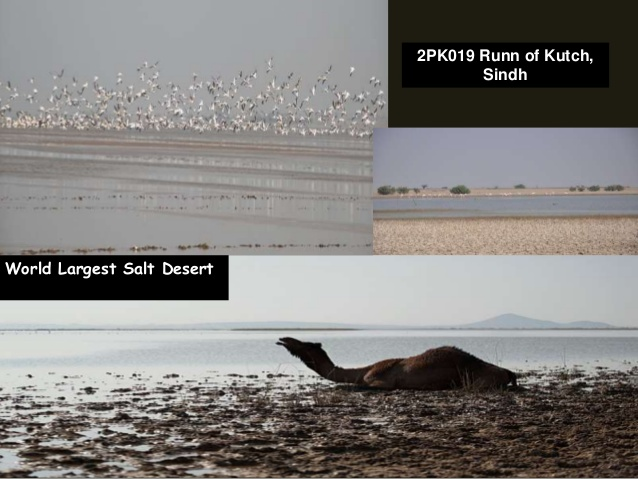 2PK019 Runn of Kutch,
Sindh
World Largest Salt Desert